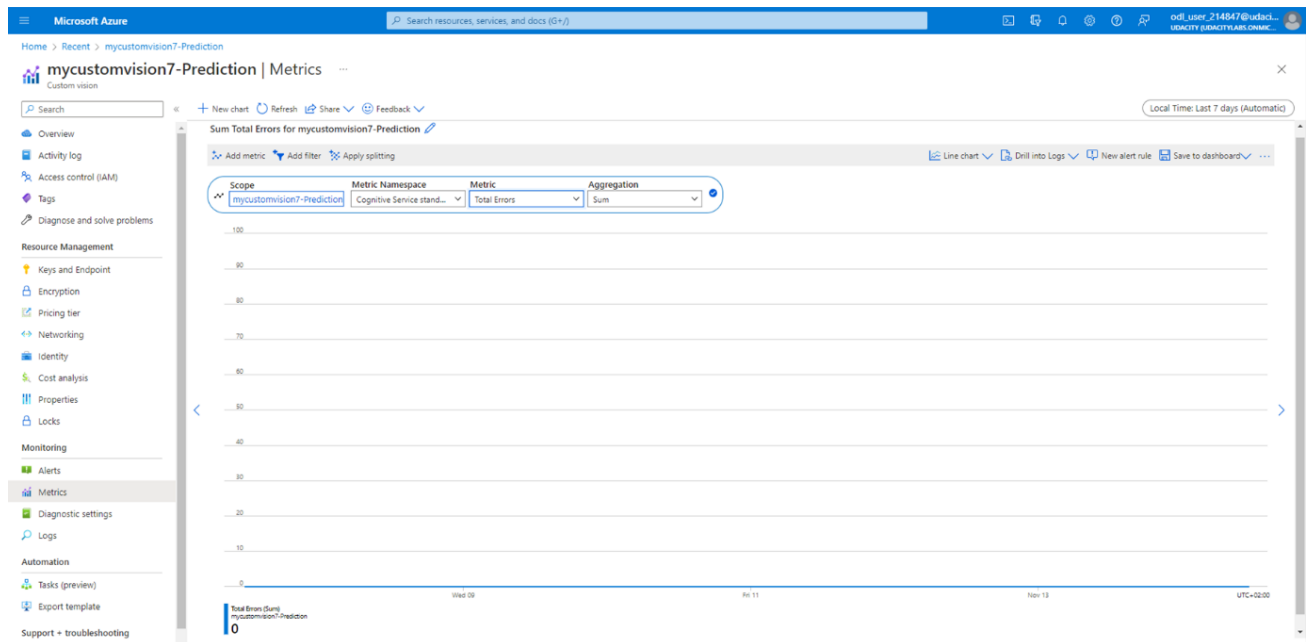 Microsoft Azure
Search resources, services, and docs (G+/)
odl_user_214847@udaci...
UDACITY (UDACITYLABS.ONMIC...
Home > Recent > mycustomvision7-Prediction
mycustomvision7-Prediction | Metrics ...
Custom vision
Search
Overview
Activity log
Access control (IAM)
Tags
Diagnose and solve problems
Resource Management
Keys and Endpoint
Encryption
Pricing tier
Networking
Identity
Cost analysis
Properties
Locks
Monitoring
Alerts
Metrics
Diagnostic settings
Logs
Automation
Tasks (preview)
Export template
Support + troubleshooting
New chart Refresh Share Feedback
Local Time: Last 7 days (Automatic)
Sum Total Errors for mycustomvision7-Prediction
Add metric Add filter Apply splitting
Line chart Drill into Logs New alert rule Save to dashboard ...
Scope Metric Namespace Metric Aggregation
mycustomvision7-Prediction Cognitive Service stand... Total Errors Sum
100
90
80
70
60
50
40
30
20
10
0
Wed 09 Fri 11 Nov 13 UTC+02:00
Total Errors (Sum)
mycustomvision7-Prediction
0